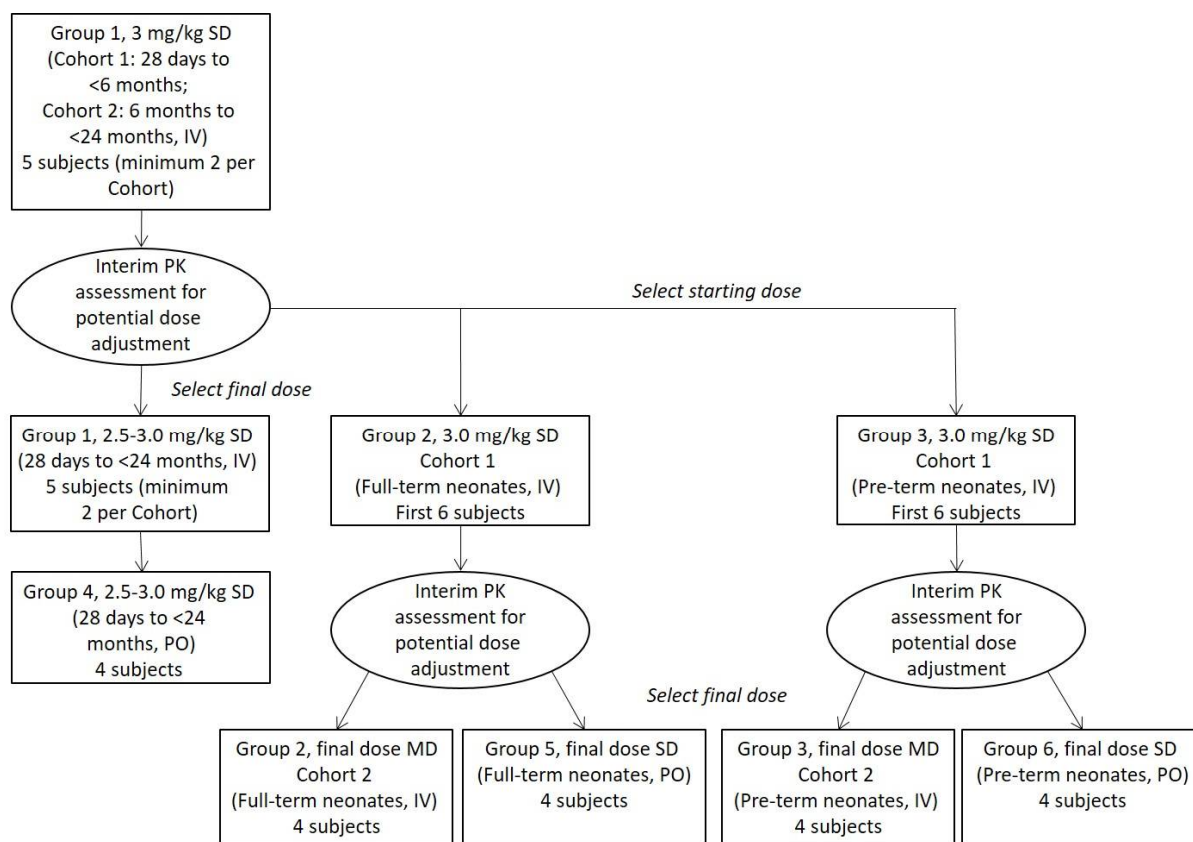 Group 1, 3 mg/kg SD
(Cohort 1: 28 days to
<6 months;
Cohort 2: 6 months to
<24 months, IV)
5 subjects (minimum 2 per
Cohort)
Interim PK
assessment for
potential dose
adjustment
Select starting dose
Select final dose
Group 1, 2.5-3.0 mg/kg SD
(28 days to <24 months, IV)
5 subjects (minimum
2 per Cohort)
Group 2, 3.0 mg/kg SD
Cohort 1
(Full-term neonates, IV)
First 6 subjects
Group 3, 3.0 mg/kg SD
Cohort 1
(Pre-term neonates, IV)
First 6 subjects
Group 4, 2.5-3.0 mg/kg SD
(28 days to <24
months, PO)
4 subjects
Interim PK
assessment for
potential dose
adjustment
Interim PK
assessment for
potential dose
adjustment
Select final dose
Group 2, final dose MD
Cohort 2
(Full-term neonates, IV)
4 subjects
Group 5, final dose SD
(Full-term neonates, PO)
4 subjects
Group 3, final dose MD
Cohort 2
(Pre-term neonates, IV)
4 subjects
Group 6, final dose SD
(Pre-term neonates, PO)
4 subjects